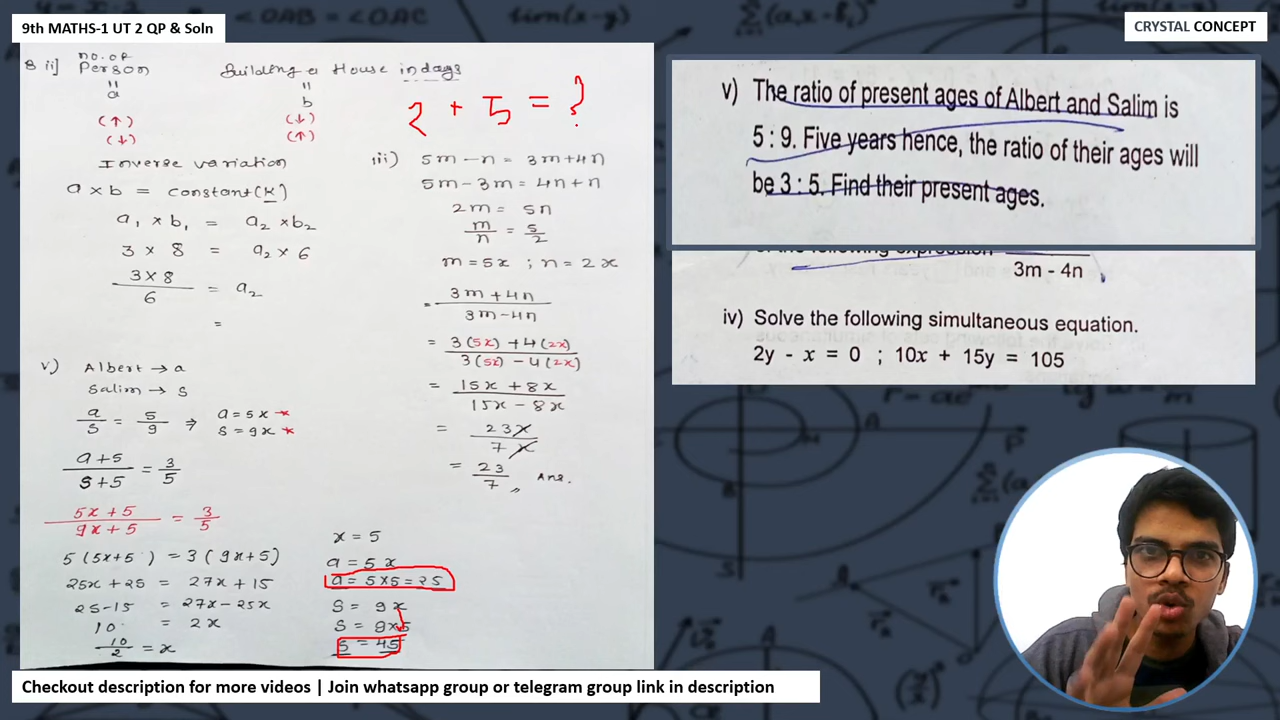 9th MATHS-1 UT 2 QP & Soln
CRYSTAL CONCEPT
8 ii] no. of Person Building a House in days
" "
a b
(↑) (↓)
(↓) (↑)
Inverse variation
a × b = constant (K)
a₁ × b₁ = a₂ × b₂
3 × 8 = a₂ × 6
3×8/6 = a₂
=
2 + 5 = ?
iii) 5m - n = 3m + 4n
5m - 3m = 4n + n
2m = 5n
m/n = 5/2
m = 5x ; n = 2x
= 3m + 4n / 3m - 4n
= 3(5x) + 4(2x) / 3(5x) - 4(2x)
= 15x + 8x / 15x - 8x
= 23x / 7x
= 23/7 Ans.
v) Albert → a
Salim → s
a/s = 5/9 ⇒ a = 5x *
s = 9x *
a+5 / s+5 = 3/5
5x + 5 / 9x + 5 = 3/5
5(5x+5) = 3(9x+5)
25x + 25 = 27x + 15
25-15 = 27x - 25x
10 = 2x
10/2 = x
x = 5
a = 5x
a = 5×5 = 25
S = 9x
S = 9×5
S = 45
v) The ratio of present ages of Albert and Salim is
5 : 9. Five years hence, the ratio of their ages will
be 3 : 5. Find their present ages.
of the following expression
3m - 4n
iv) Solve the following simultaneous equation.
2y - x = 0 ; 10x + 15y = 105
Checkout description for more videos | Join whatsapp group or telegram group link in description